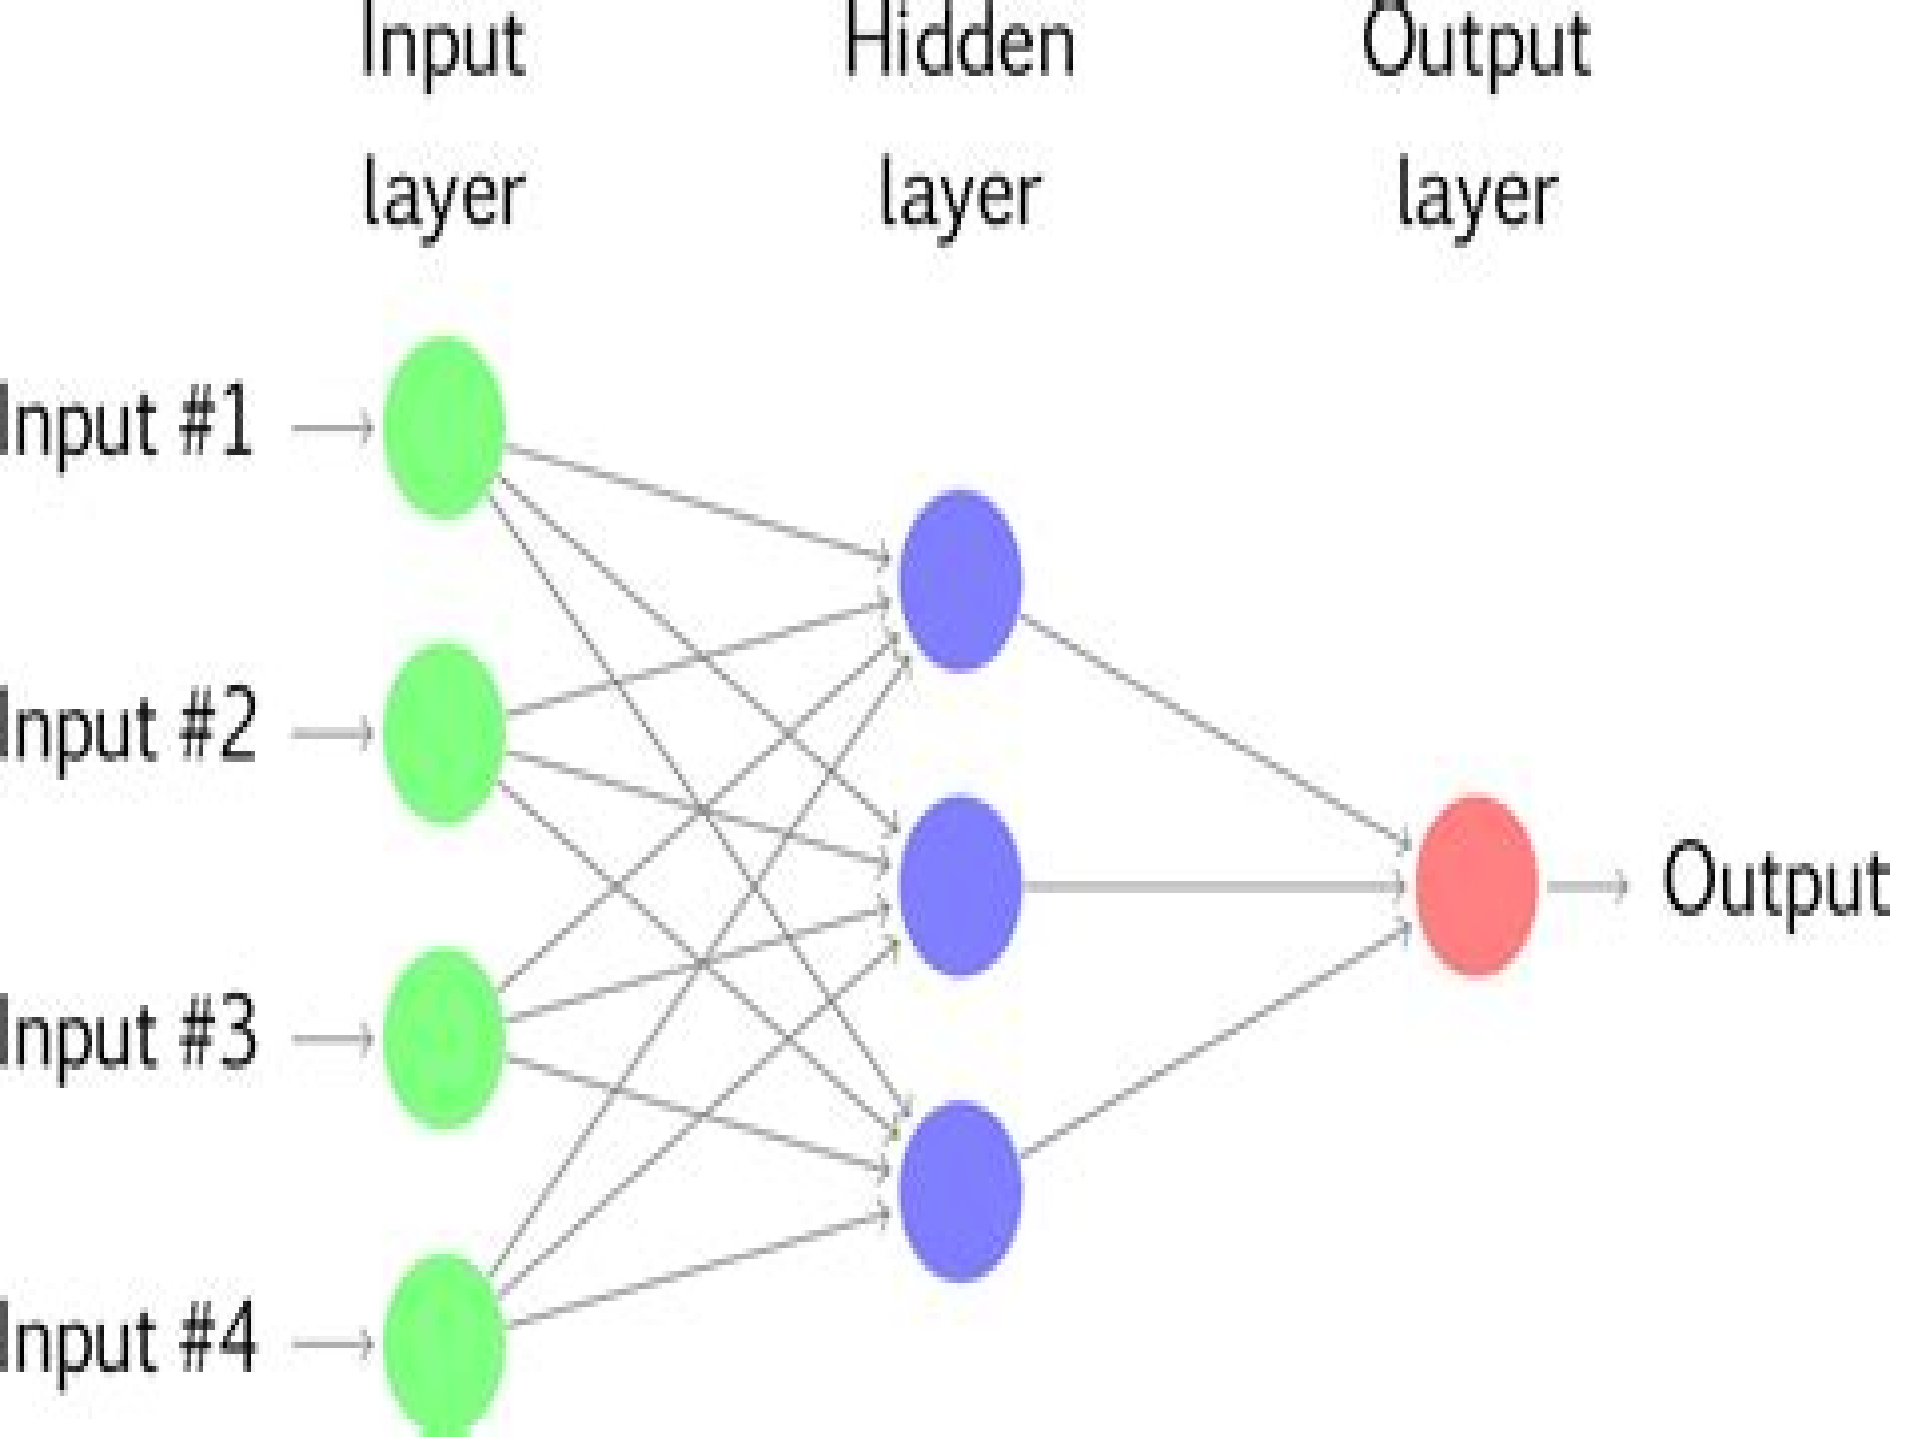 Input Hidden Output
layer layer layer
Input #1
Input #2
Output
Input #3
Input #4